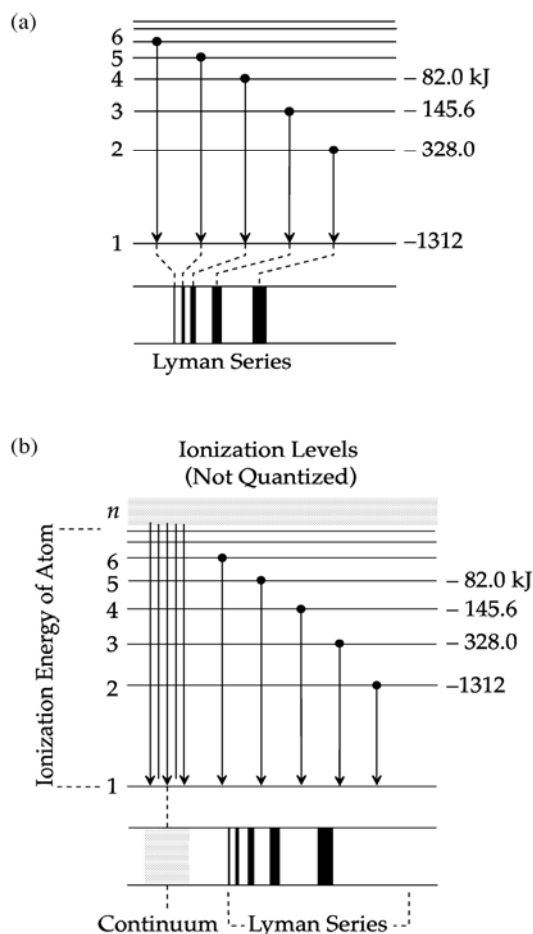 (a)
6
5
4 – 82.0 kJ
3 – 145.6
2 – 328.0
1 –1312
Lyman Series
(b)
Ionization Levels
(Not Quantized)
n
Ionization Energy of Atom
6
5 – 82.0 kJ
4 – 145.6
3 – 328.0
2 –1312
1
Continuum Lyman Series